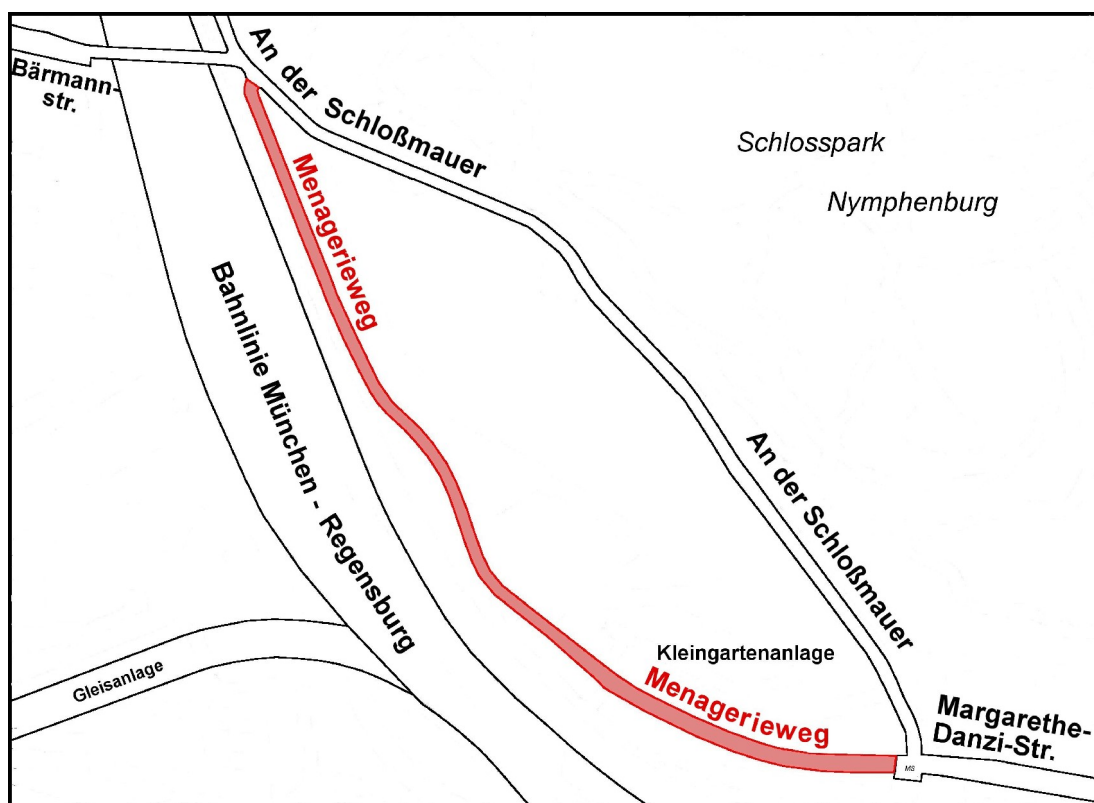 An der Schloßmauer
Bärmann-
str.
Schlosspark
Nymphenburg
Menagerieweg
Bahnlinie München - Regensburg
An der Schloßmauer
Kleingartenanlage
Gleisanlage
Menagerieweg
Margarethe-
Danzi-Str.
MS